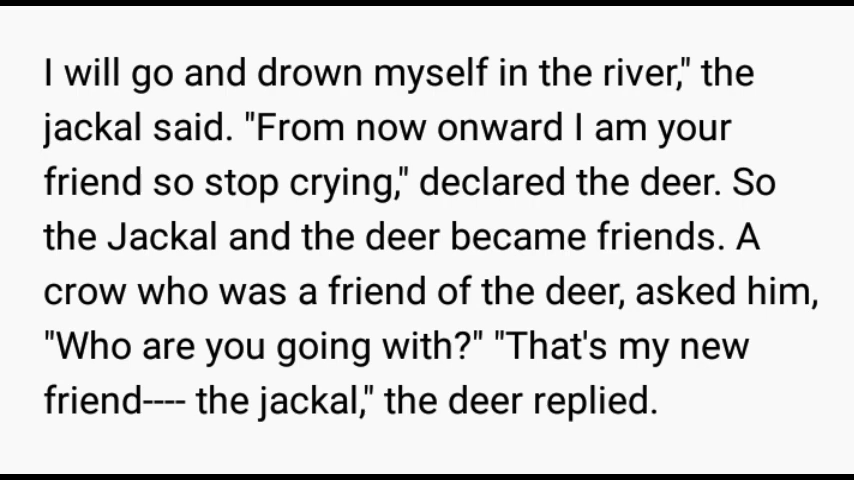 I will go and drown myself in the river," the
jackal said. "From now onward I am your
friend so stop crying," declared the deer. So
the Jackal and the deer became friends. A
crow who was a friend of the deer, asked him,
"Who are you going with?" "That's my new
friend---- the jackal," the deer replied.